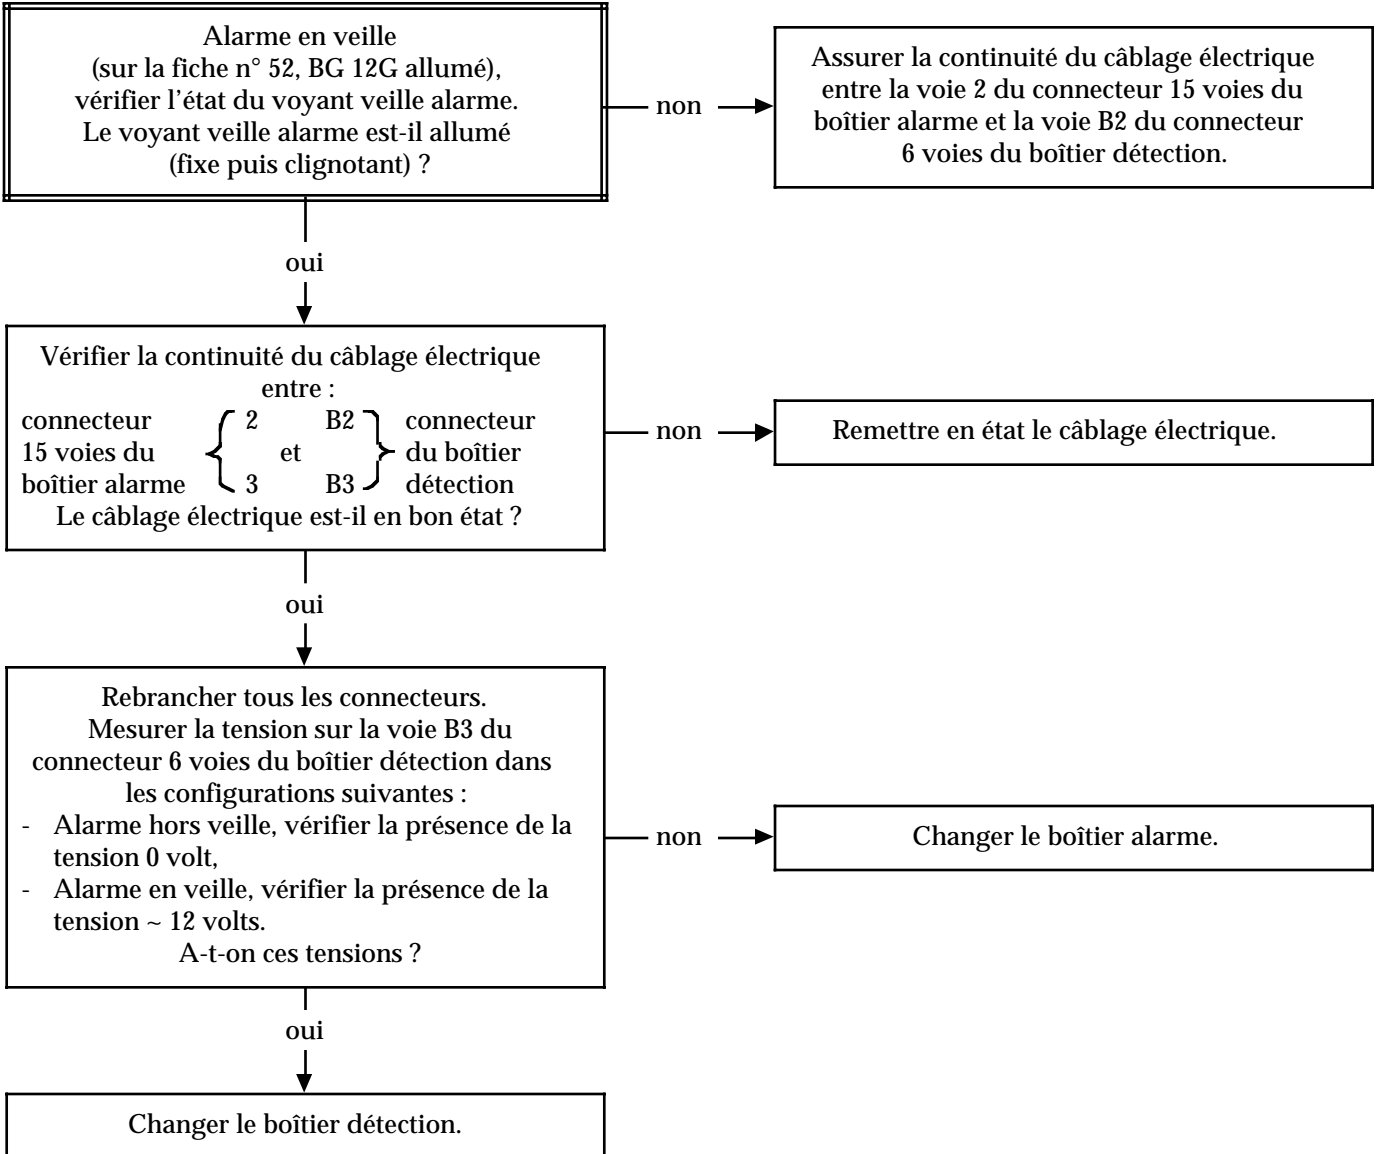 Alarme en veille
(sur la fiche n° 52, BG 12G allumé),
vérifier l'état du voyant veille alarme.
Le voyant veille alarme est-il allumé
(fixe puis clignotant) ?
non
Assurer la continuité du câblage électrique
entre la voie 2 du connecteur 15 voies du
boîtier alarme et la voie B2 du connecteur
6 voies du boîtier détection.
oui
Vérifier la continuité du câblage électrique
entre :
connecteur 2 B2 connecteur
15 voies du et du boîtier
boîtier alarme 3 B3 détection
Le câblage électrique est-il en bon état ?
non
Remettre en état le câblage électrique.
oui
Rebrancher tous les connecteurs.
Mesurer la tension sur la voie B3 du
connecteur 6 voies du boîtier détection dans
les configurations suivantes :
- Alarme hors veille, vérifier la présence de la
tension 0 volt,
- Alarme en veille, vérifier la présence de la
tension ~ 12 volts.
A-t-on ces tensions ?
non
Changer le boîtier alarme.
oui
Changer le boîtier détection.